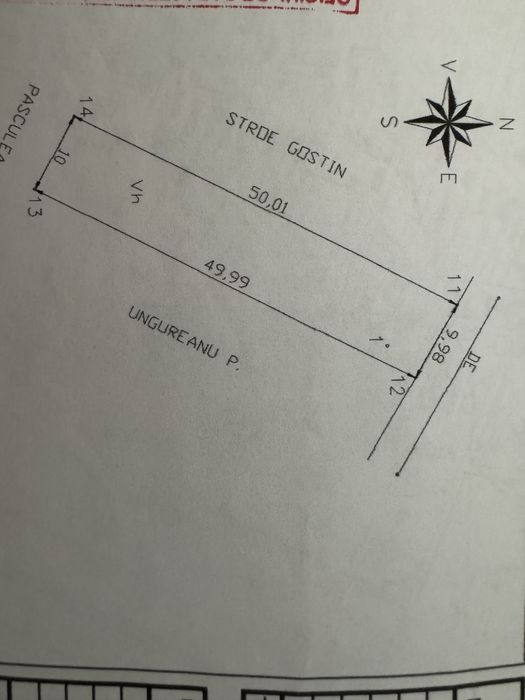 V
N
S
E
14
STROE GOSTIN
10
Vh
50,01
13
49,99
11
UNGUREANU P.
1°
9,98
DE
12